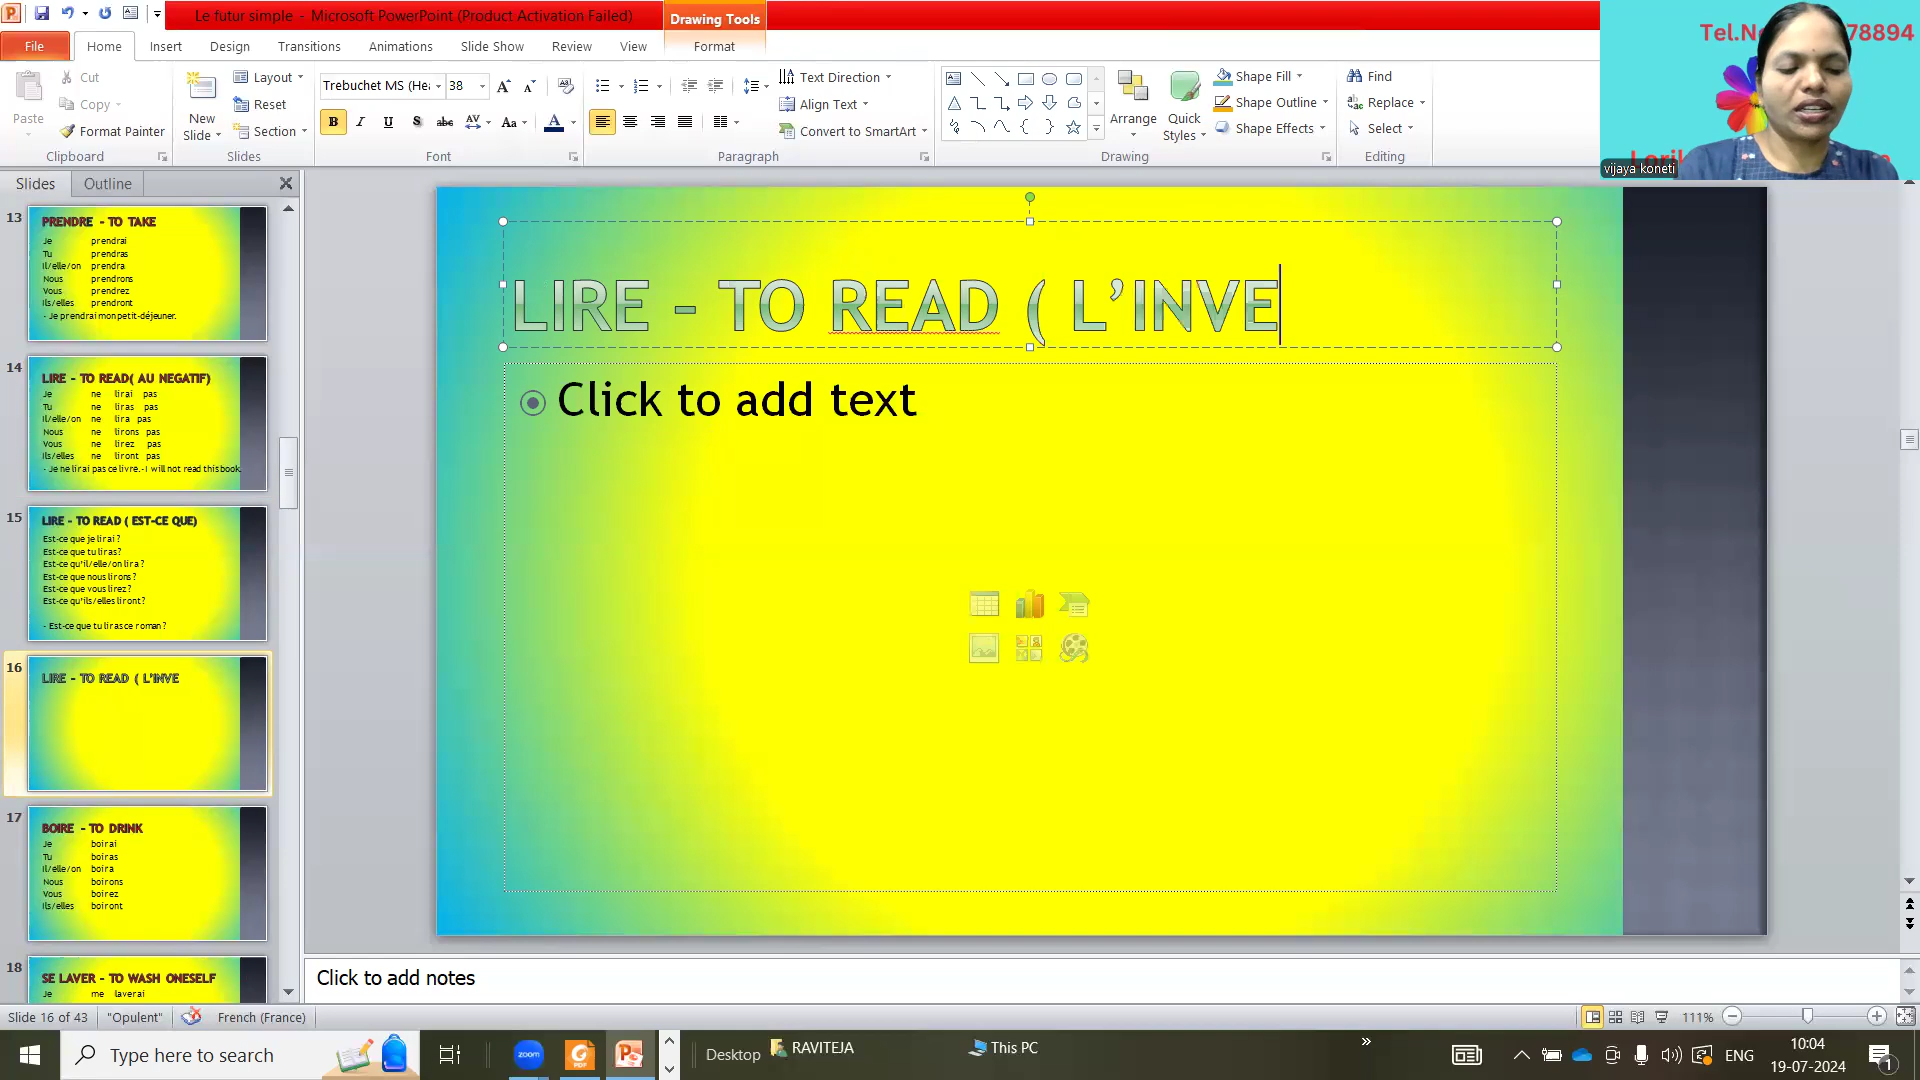 Le futur simple - Microsoft PowerPoint (Product Activation Failed)
Drawing Tools
File
Home
Insert
Design
Transitions
Animations
Slide Show
Review
View
Format
Paste
Cut
Copy
Format Painter
Clipboard
New
Slide
Layout
Reset
Section
Slides
Trebuchet MS (He
38
B I U S abc AV Aa A
Font
Text Direction
Align Text
Convert to SmartArt
Paragraph
Arrange
Quick
Styles
Shape Fill
Shape Outline
Shape Effects
Drawing
Find
Replace
Select
Editing
78894
vijaya koneti
Slides
Outline
13
PRENDRE - TO TAKE
Je prendrai
Tu prendras
Il/elle/on prendra
Nous prendrons
Vous prendrez
Ils/elles prendront
- Je prendrai mon petit-déjeuner.
14
LIRE - TO READ( AU NEGATIF)
Je ne lirai pas
Tu ne liras pas
Il/elle/on ne lira pas
Nous ne lirons pas
Vous ne lirez pas
Ils/elles ne liront pas
- Je ne lirai pas ce livre.-I will not read this book.
15
LIRE - TO READ ( EST-CE QUE)
Est-ce que je lirai ?
Est-ce que tu liras?
Est-ce qu'il/elle/on lira ?
Est-ce que nous lirons ?
Est-ce que vous lirez?
Est-ce qu'ils/elles liront?
- Est-ce que tu liras ce roman ?
16
LIRE - TO READ ( L'INVE
17
BOIRE - TO DRINK
Je boirai
Tu boiras
Il/elle/on boira
Nous boirons
Vous boirez
Ils/elles boiront
18
SE LAVER - TO WASH ONESELF
Je me laverai
LIRE – TO READ ( L’INVE
Click to add text
Click to add notes
Slide 16 of 43
"Opulent"
French (France)
111%
Type here to search
zoom
Desktop
RAVITEJA
This PC
ENG
10:04
19-07-2024
1